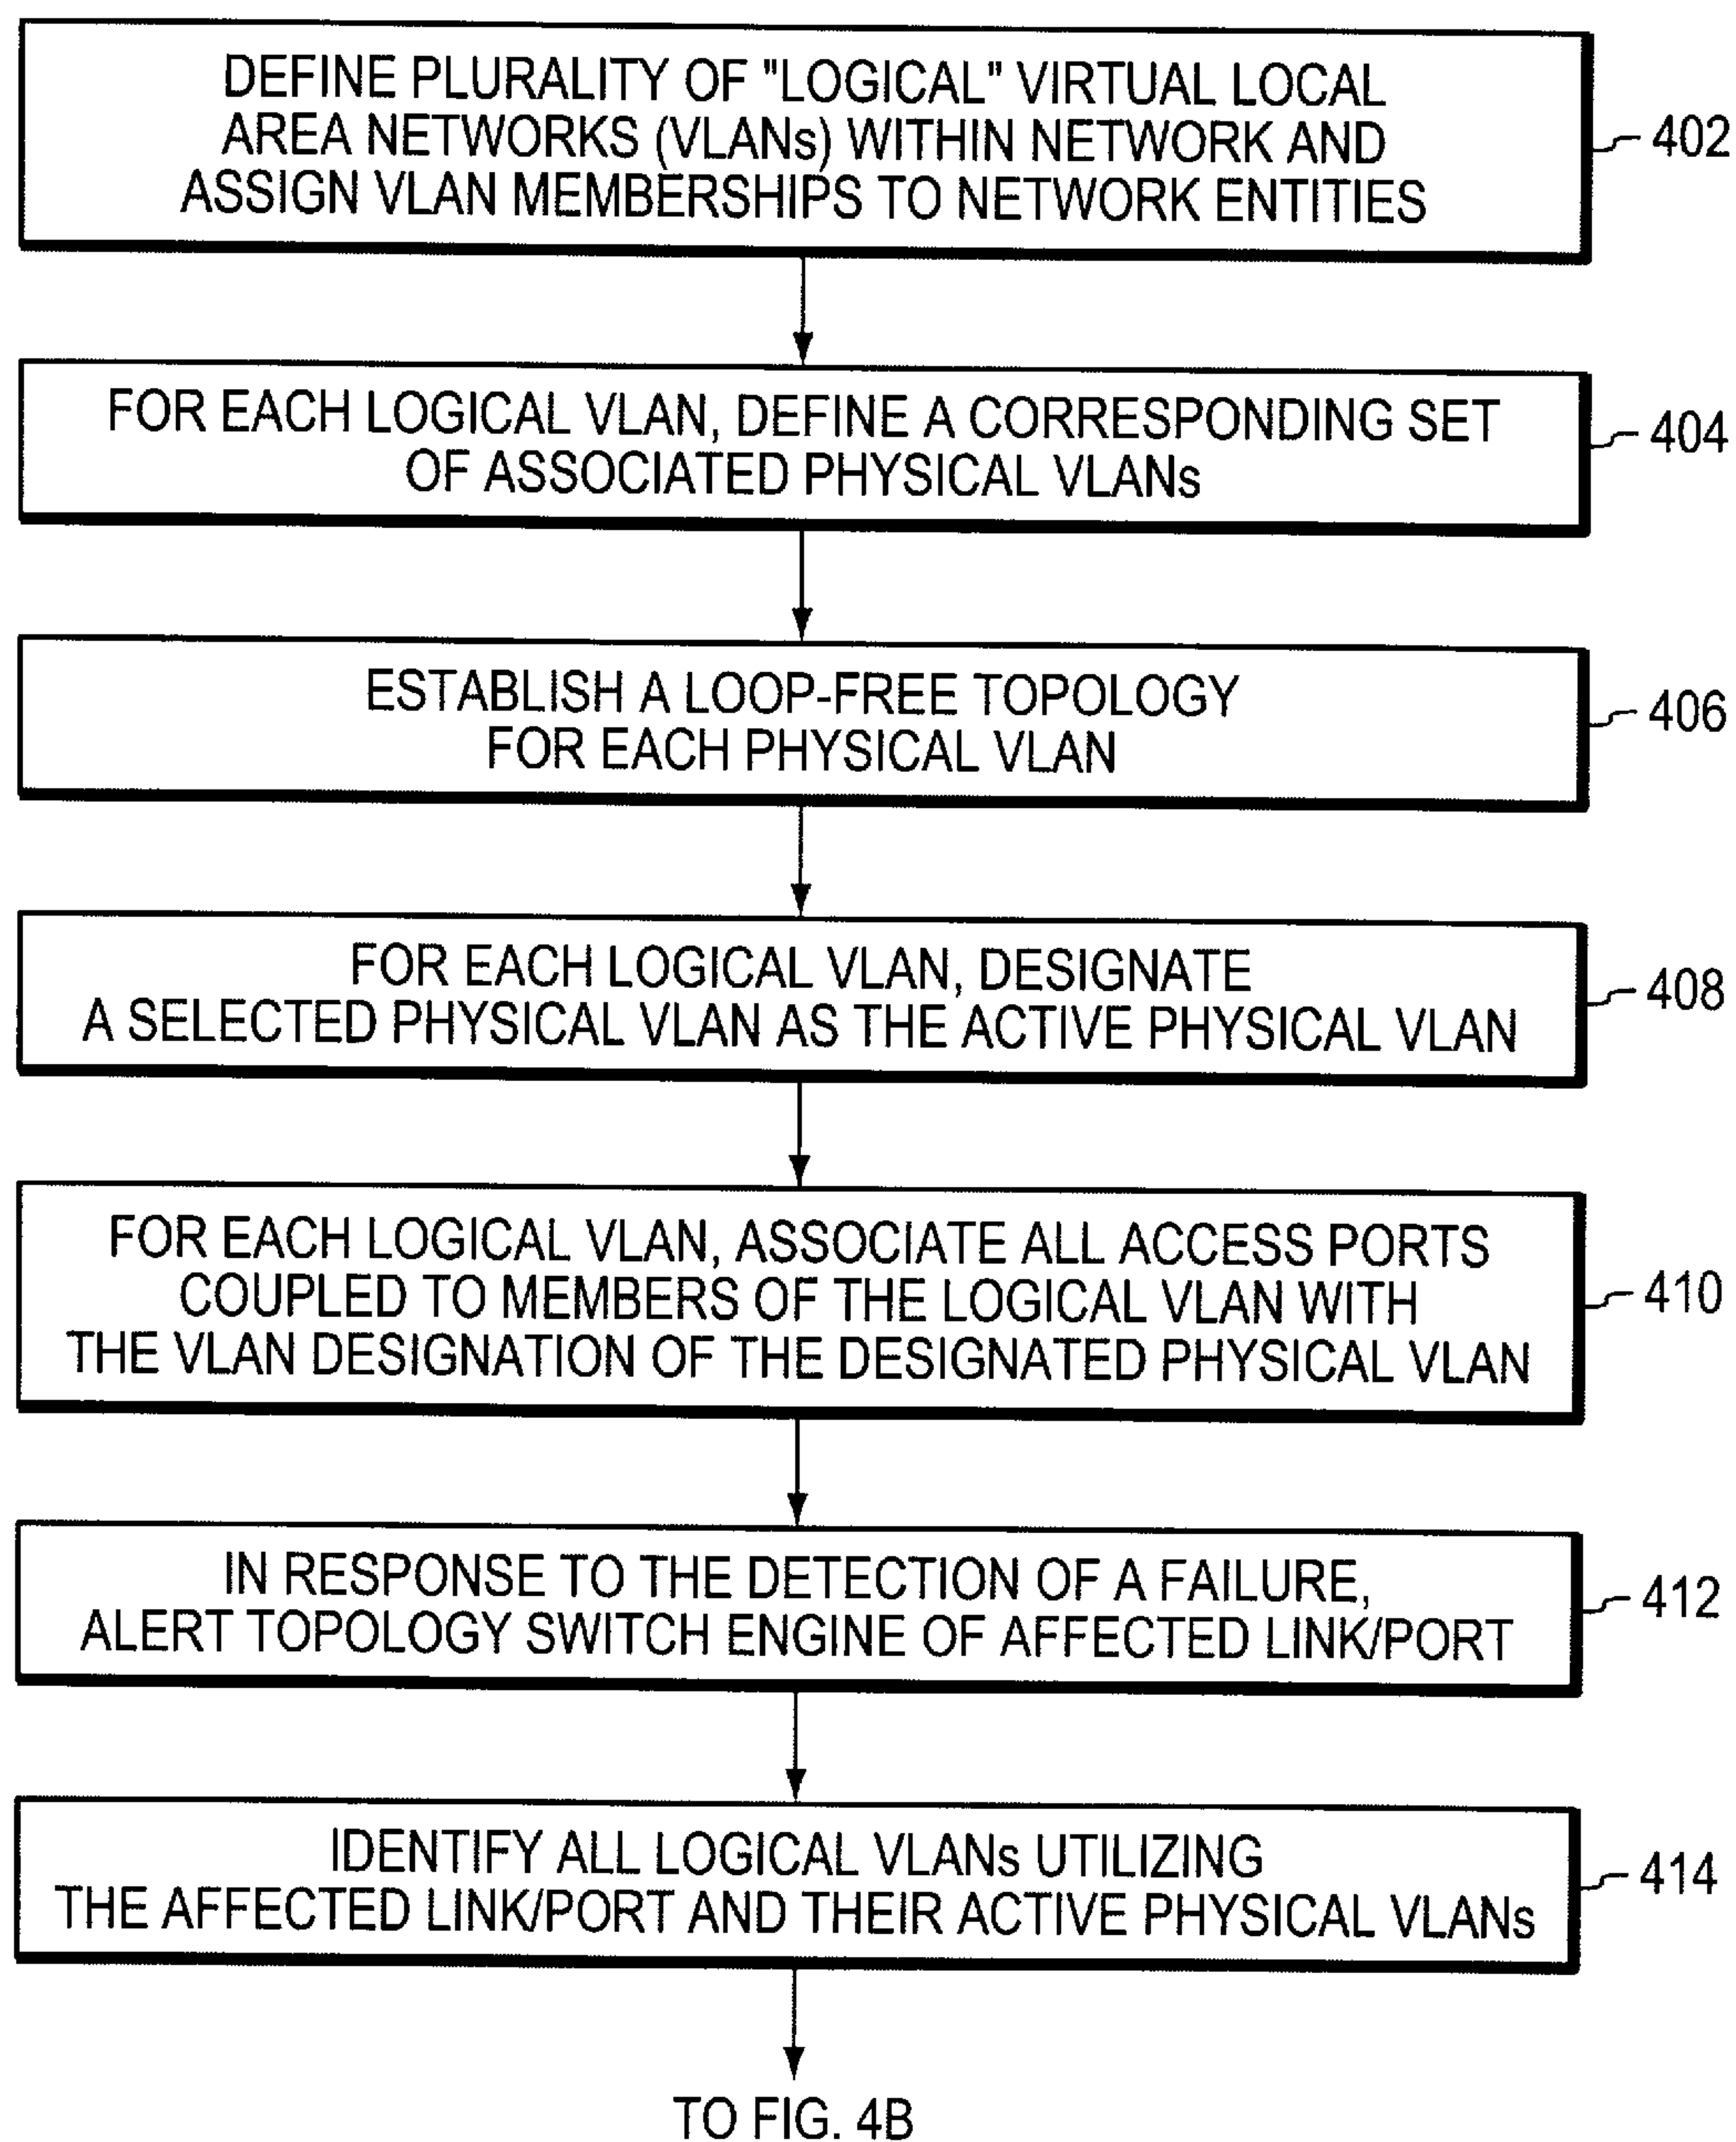 DEFINE PLURALITY OF "LOGICAL" VIRTUAL LOCAL
AREA NETWORKS (VLANs) WITHIN NETWORK AND
ASSIGN VLAN MEMBERSHIPS TO NETWORK ENTITIES
402
FOR EACH LOGICAL VLAN, DEFINE A CORRESPONDING SET
OF ASSOCIATED PHYSICAL VLANs
404
ESTABLISH A LOOP-FREE TOPOLOGY
FOR EACH PHYSICAL VLAN
406
FOR EACH LOGICAL VLAN, DESIGNATE
A SELECTED PHYSICAL VLAN AS THE ACTIVE PHYSICAL VLAN
408
FOR EACH LOGICAL VLAN, ASSOCIATE ALL ACCESS PORTS
COUPLED TO MEMBERS OF THE LOGICAL VLAN WITH
THE VLAN DESIGNATION OF THE DESIGNATED PHYSICAL VLAN
410
IN RESPONSE TO THE DETECTION OF A FAILURE,
ALERT TOPOLOGY SWITCH ENGINE OF AFFECTED LINK/PORT
412
IDENTIFY ALL LOGICAL VLANs UTILIZING
THE AFFECTED LINK/PORT AND THEIR ACTIVE PHYSICAL VLANs
414
TO FIG. 4B